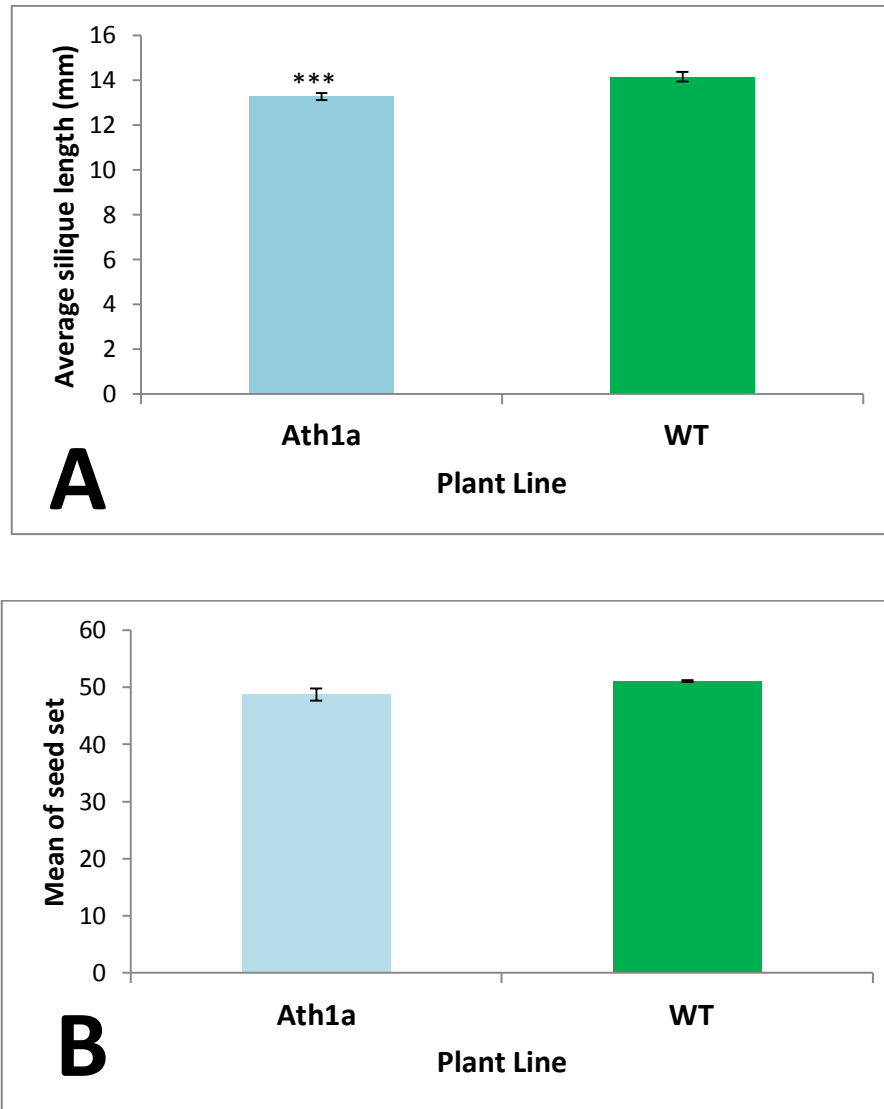 Average silique length (mm)
16
14
12
10
8
6
4
2
0
***
Ath1a
WT
Plant Line
A
Mean of seed set
60
50
40
30
20
10
0
Ath1a
WT
Plant Line
B